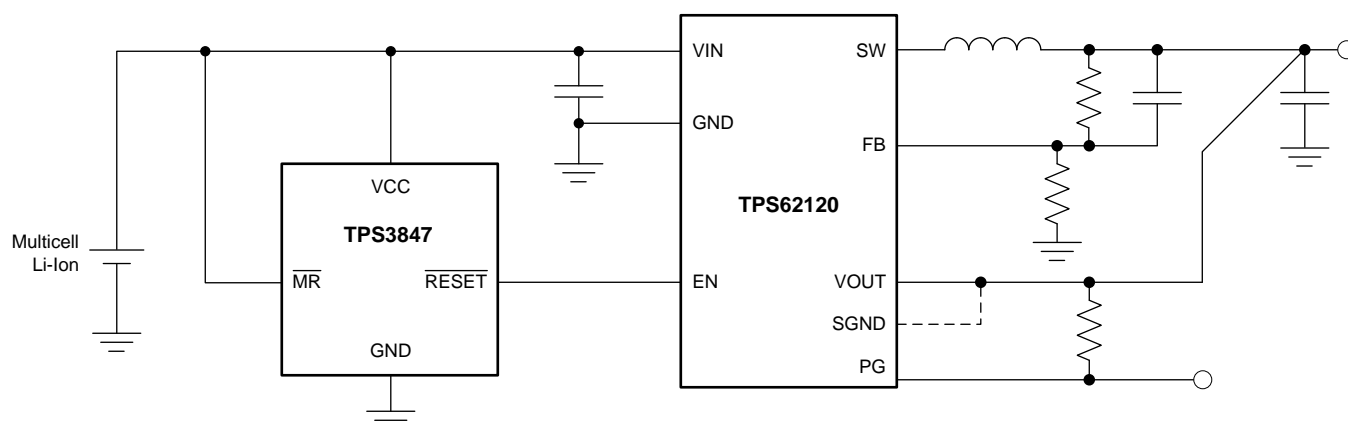 VIN
SW
GND
FB
VCC
TPS3847
TPS62120
Multicell
Li-Ion
MR
RESET
EN
VOUT
SGND
GND
PG